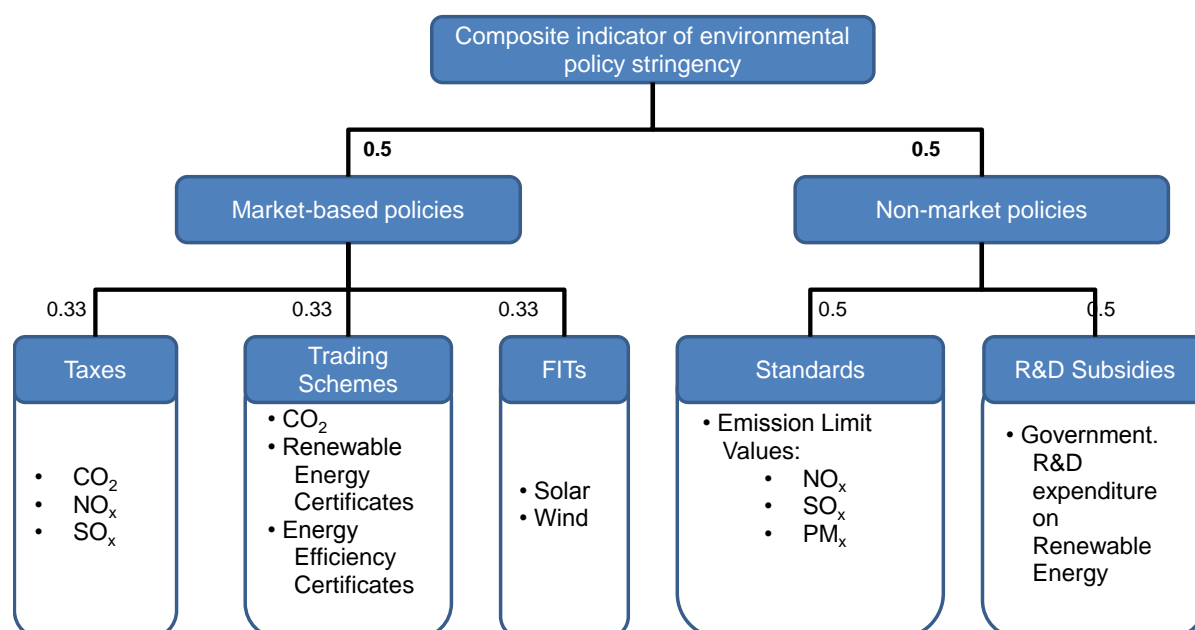 Composite indicator of environmental
policy stringency
0.5
0.5
Market-based policies
Non-market policies
0.33
0.33
0.33
0.5
0.5
Taxes
• CO₂
• NOₓ
• SOₓ
Trading
Schemes
• CO₂
• Renewable
Energy
Certificates
• Energy
Efficiency
Certificates
FITs
• Solar
• Wind
Standards
• Emission Limit
Values:
• NOₓ
• SOₓ
• PMₓ
R&D Subsidies
• Government.
R&D
expenditure
on
Renewable
Energy